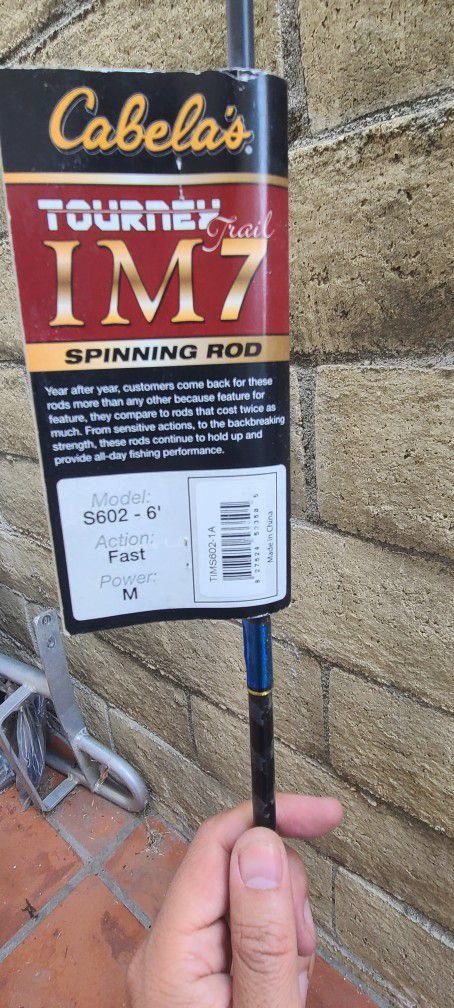 Cabela's®
TOURNEY
Trail
IM7
SPINNING ROD
Year after year, customers come back for these
rods more than any other because feature for
feature, they compare to rods that cost twice as
much. From sensitive actions, to the backbreaking
strength, these rods continue to hold up and
provide all-day fishing performance.
Model:
S602 - 6'
Action:
Fast
Power:
M
TIMS602-1A
Made in China